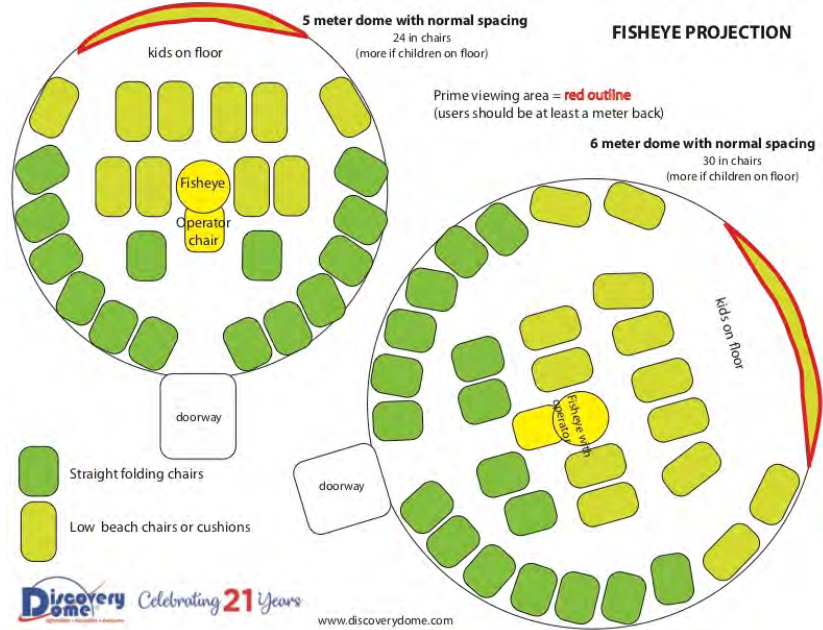 5 meter dome with normal spacing
24 in chairs
(more if children on floor)
FISHEYE PROJECTION
kids on floor
Prime viewing area = red outline
(users should be at least a meter back)
6 meter dome with normal spacing
30 in chairs
(more if children on floor)
Fisheye
Operator
chair
kids on floor
Fisheye with
operator
doorway
doorway
Straight folding chairs
Low beach chairs or cushions
Discovery
Dome
Celebrating 21 Years
www.discoverydome.com